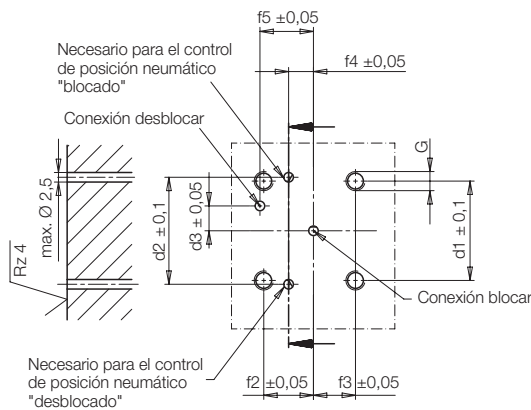 f5 ±0,05
Necesario para el control
de posición neumático
"blocado"
f4 ±0,05
Conexión desblocar
G
max. Ø 2,5
d2 ±0,1
d3 ± 0,05
d1 ± 0,1
Rz 4
Conexión blocar
Necesario para el control
de posición neumático
"desblocado"
f2 ±0,05
f3 ±0,05